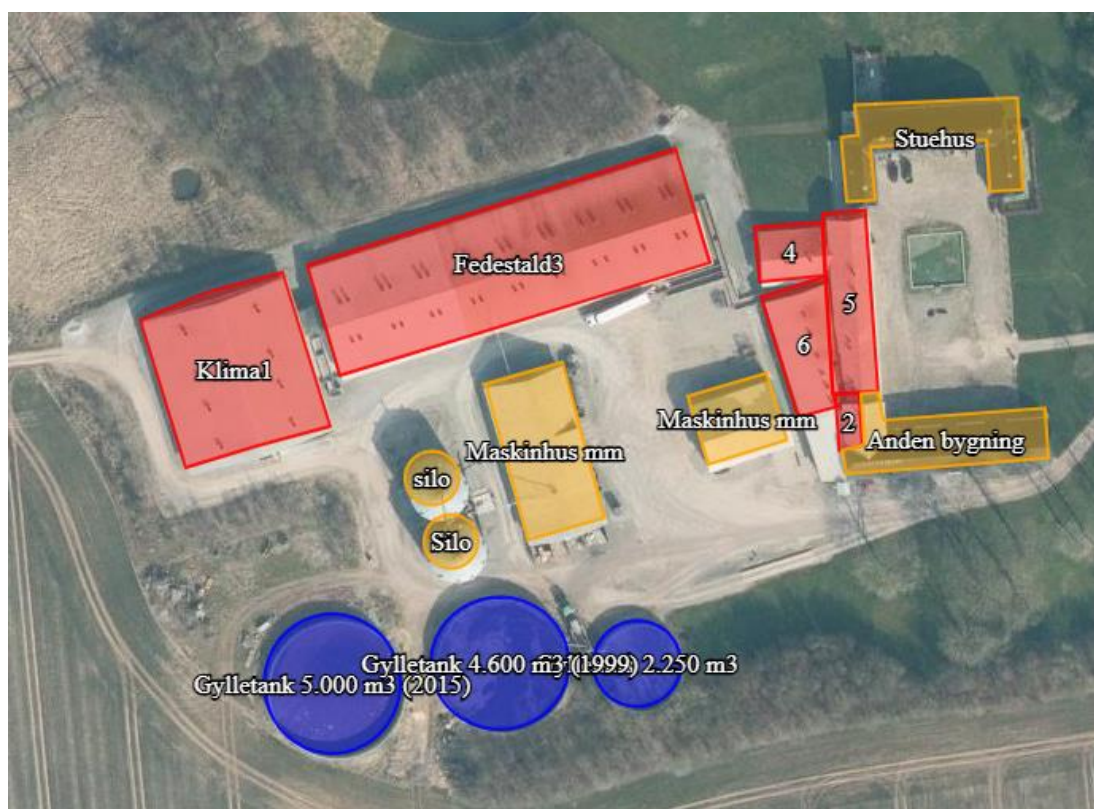 Stuehus
4
Fedestald3
5
6
Klima1
Maskinhus mm
2
Anden bygning
Maskinhus mm
silo
Silo
Gylletank 4.600 m3 (1999)
2.250 m3
Gylletank 5.000 m3 (2015)